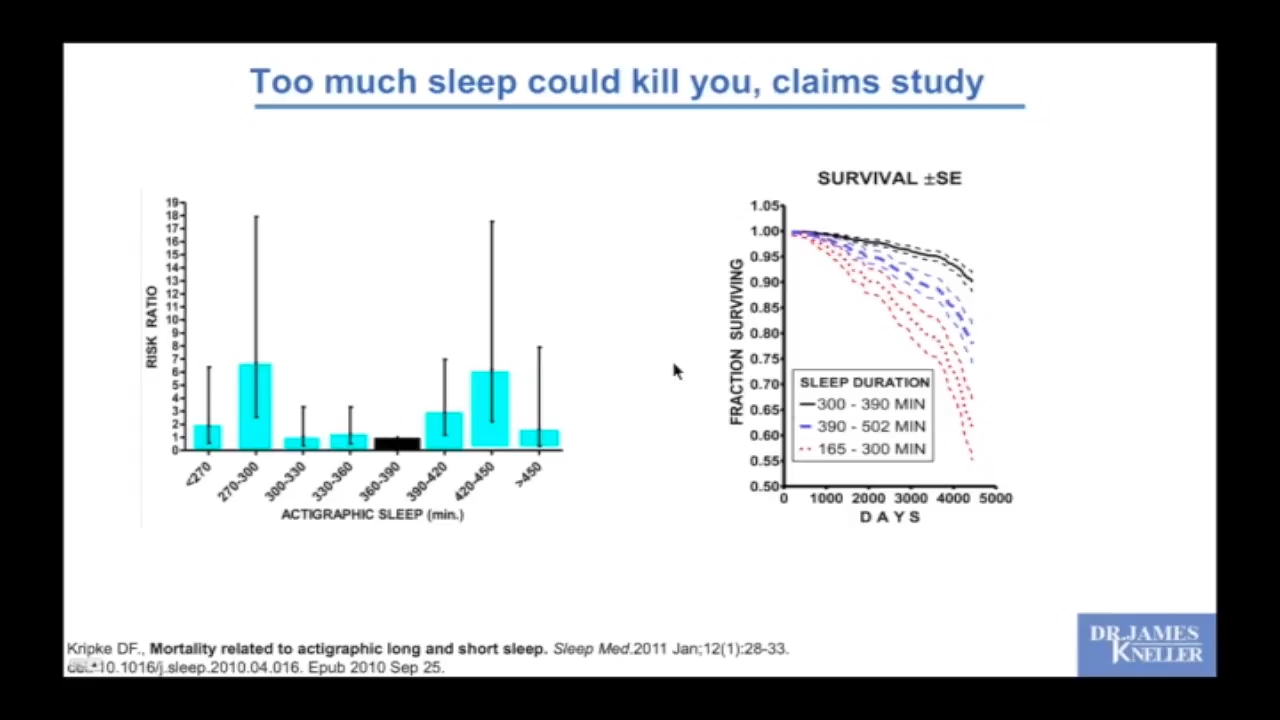 Too much sleep could kill you, claims study
19
18
17
16
15
14
13
12
11
10
9
8
7
6
5
4
3
2
1
0
RISK RATIO
<270
270-300
300-330
330-360
360-390
390-420
420-450
>450
ACTIGRAPHIC SLEEP (min.)
SURVIVAL ±SE
1.05
1.00
0.95
0.90
0.85
0.80
0.75
0.70
0.65
0.60
0.55
0.50
FRACTION SURVIVING
SLEEP DURATION
300 - 390 MIN
390 - 502 MIN
165 - 300 MIN
0 1000 2000 3000 4000 5000
DAYS
Kripke DF., Mortality related to actigraphic long and short sleep. Sleep Med.2011 Jan;12(1):28-33.
10.1016/j.sleep.2010.04.016. Epub 2010 Sep 25.
DR.JAMES
KNELLER